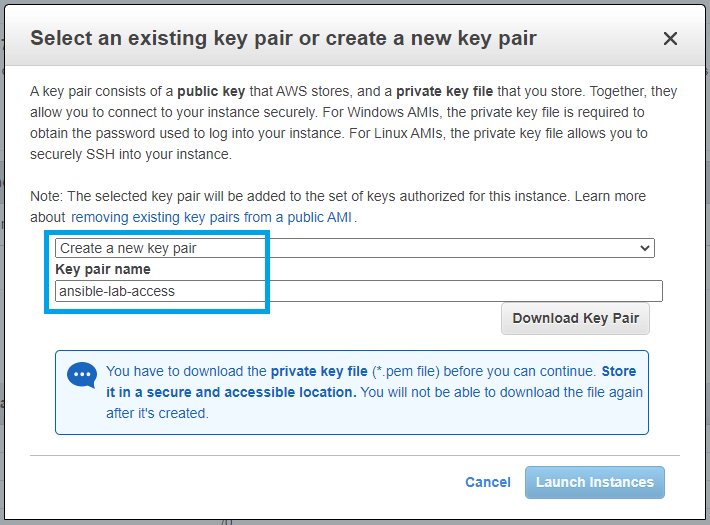 Select an existing key pair or create a new key pair
A key pair consists of a public key that AWS stores, and a private key file that you store. Together, they
allow you to connect to your instance securely. For Windows AMIs, the private key file is required to
obtain the password used to log into your instance. For Linux AMIs, the private key file allows you to
securely SSH into your instance.
Note: The selected key pair will be added to the set of keys authorized for this instance. Learn more
about removing existing key pairs from a public AMI .
Create a new key pair
Key pair name
ansible-lab-access
Download Key Pair
You have to download the private key file (*.pem file) before you can continue. Store
it in a secure and accessible location. You will not be able to download the file again
after it's created.
Cancel
Launch Instances